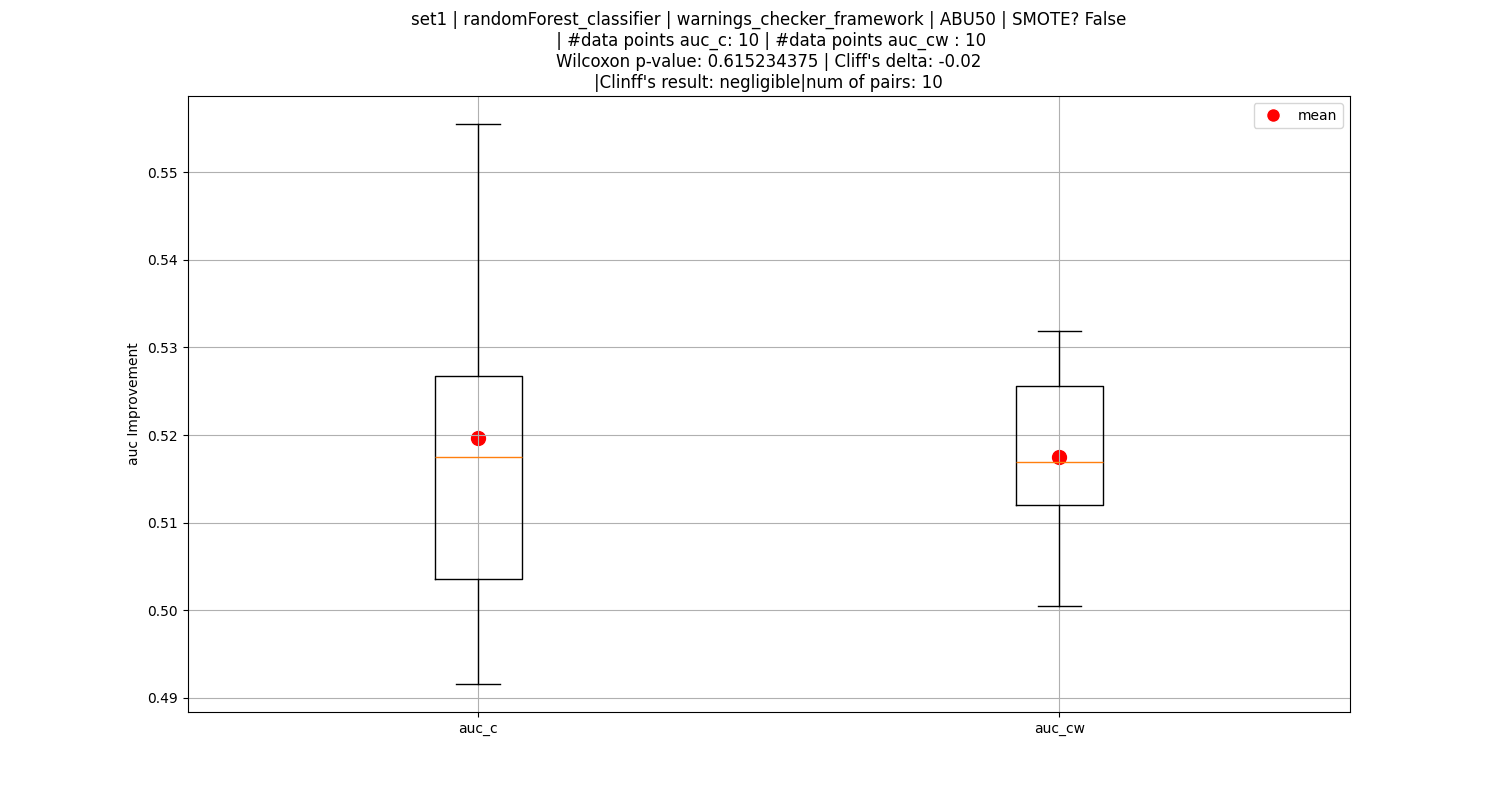 set1 | randomForest_classifier | warnings_checker_framework | ABU50 | SMOTE? False
| #data points auc_c: 10 | #data points auc_cw : 10
Wilcoxon p-value: 0.615234375 | Cliff's delta: -0.02
|Clinff's result: negligible|num of pairs: 10
mean
0.55
0.54
0.53
0.52
0.51
0.50
0.49
auc Improvement
auc_c
auc_cw